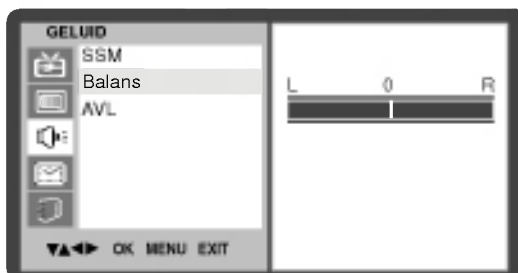 GELUID
SSM
Balans
AVL
L 0 R
▼▲◀▶ OK MENU EXIT